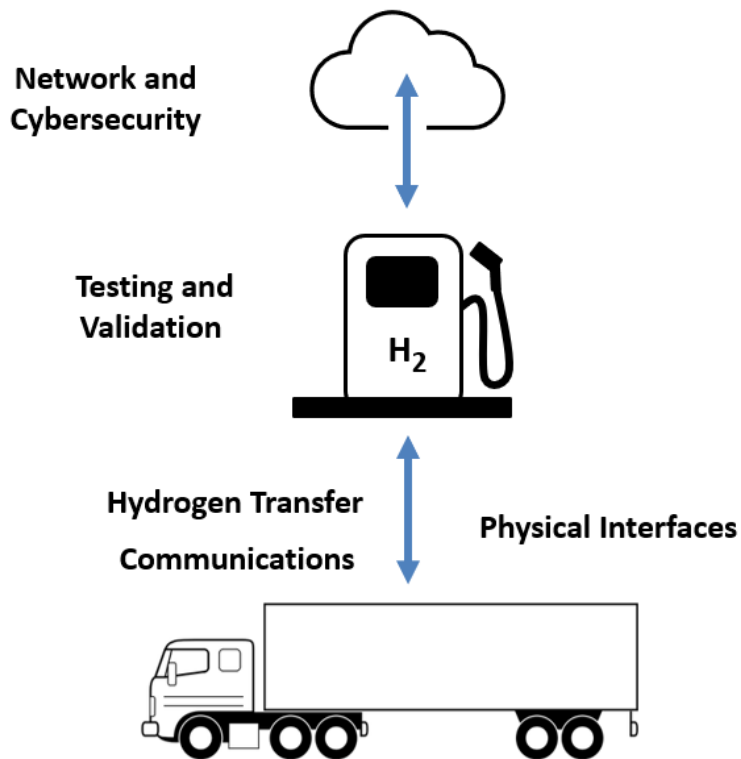 Network and
Cybersecurity
Testing and
Validation
H₂
Hydrogen Transfer
Communications
Physical Interfaces